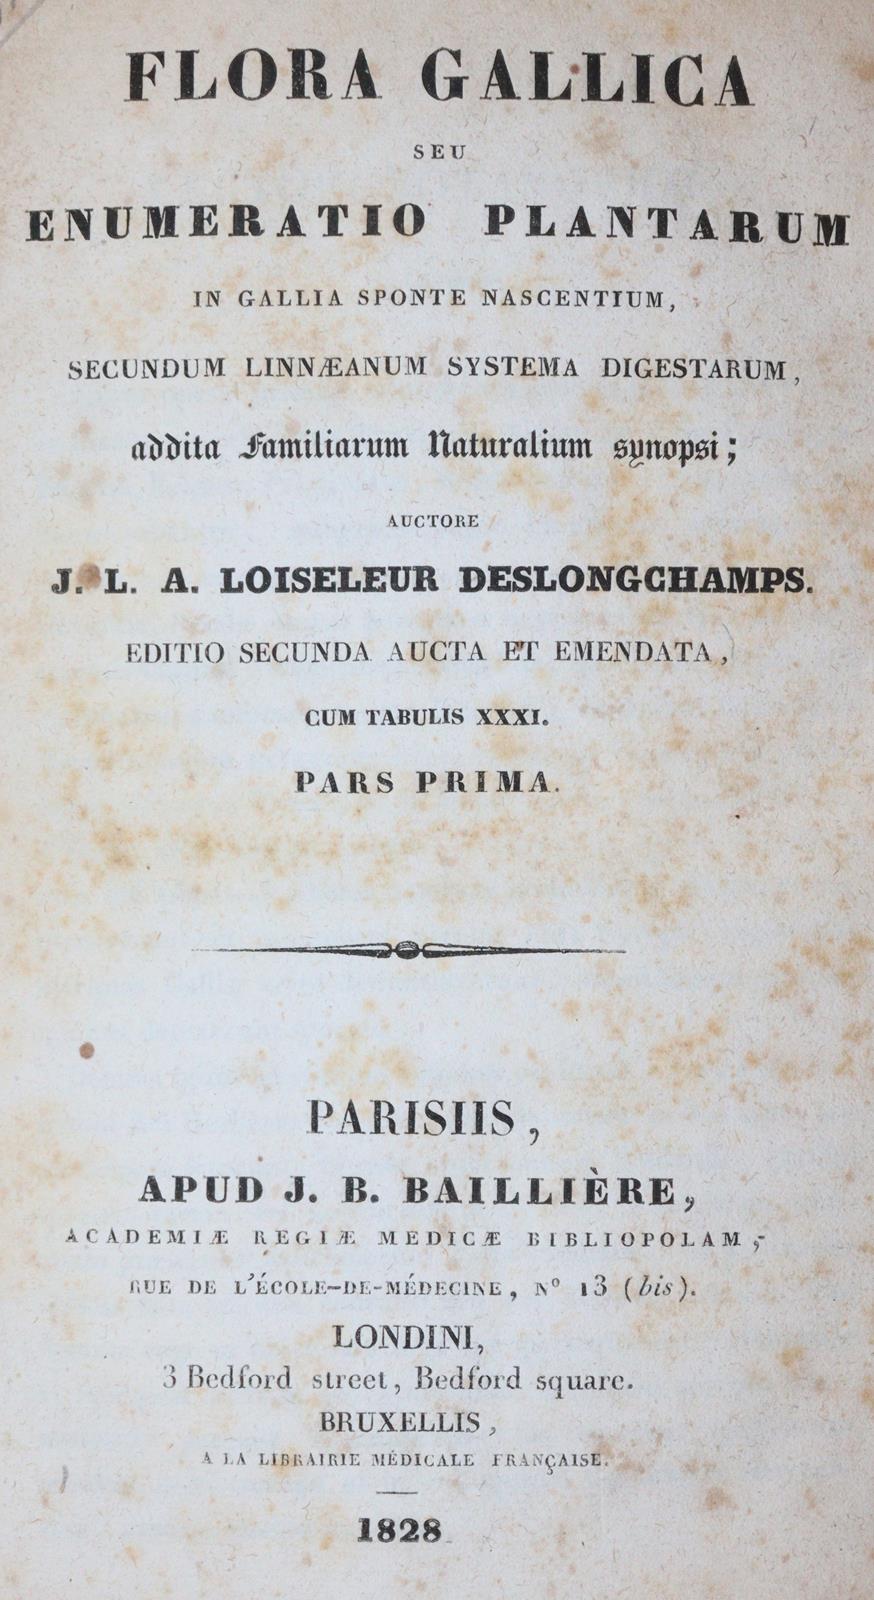 FLORA GALLICA
SEU
ENUMERATIO PLANTARUM
IN GALLIA SPONTE NASCENTIUM,
SECUNDUM LINNÆANUM SYSTEMA DIGESTARUM,
addita Familiarum Naturalium synopsi;
AUCTORE
J. L. A. LOISELEUR DESLONGCHAMPS.
EDITIO SECUNDA AUCTA ET EMENDATA,
CUM TABULIS XXXI.
PARS PRIMA.
PARISIIS,
APUD J. B. BAILLIÈRE,
ACADEMIÆ REGIÆ MEDICÆ BIBLIOPOLAM,
RUE DE L'ÉCOLE-DE-MÉDECINE, Nº 13 (bis).
LONDINI,
3 Bedford street, Bedford square.
BRUXELLIS,
A LA LIBRAIRIE MÉDICALE FRANÇAISE.
1828